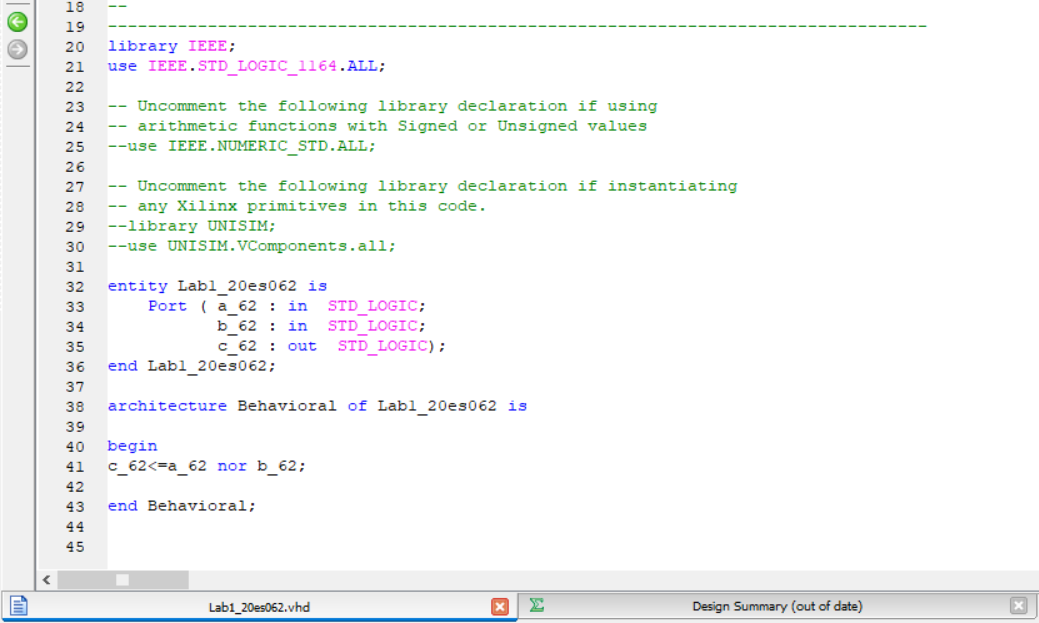 18 --
19 ----------------------------------------------------------------------------------
20 library IEEE;
21 use IEEE.STD_LOGIC_1164.ALL;
22
23 -- Uncomment the following library declaration if using
24 -- arithmetic functions with Signed or Unsigned values
25 --use IEEE.NUMERIC_STD.ALL;
26
27 -- Uncomment the following library declaration if instantiating
28 -- any Xilinx primitives in this code.
29 --library UNISIM;
30 --use UNISIM.VComponents.all;
31
32 entity Lab1_20es062 is
33     Port ( a_62 : in  STD_LOGIC;
34            b_62 : in  STD_LOGIC;
35            c_62 : out  STD_LOGIC);
36 end Lab1_20es062;
37
38 architecture Behavioral of Lab1_20es062 is
39
40 begin
41 c_62<=a_62 nor b_62;
42
43 end Behavioral;
44
45
Lab1_20es062.vhd
Design Summary (out of date)